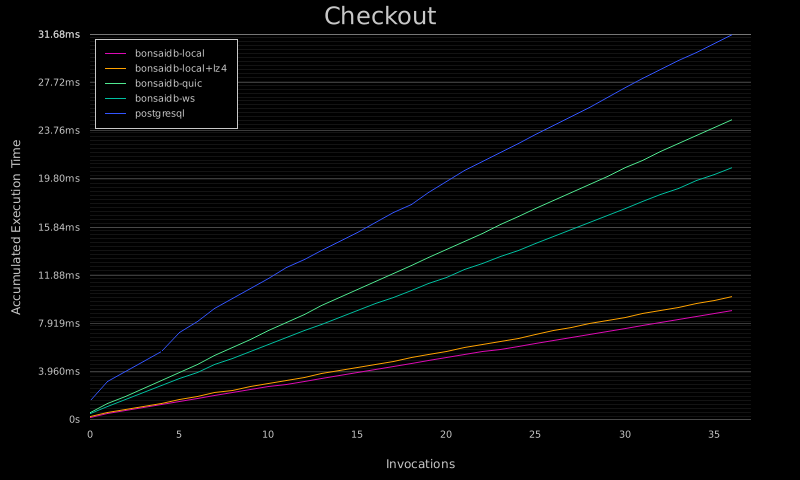 Checkout
31.68ms
27.72ms
23.76ms
19.80ms
15.84ms
11.88ms
7.919ms
3.960ms
0s
Accumulated Execution Time
bonsaidb-local
bonsaidb-local+lz4
bonsaidb-quic
bonsaidb-ws
postgresql
0 5 10 15 20 25 30 35
Invocations